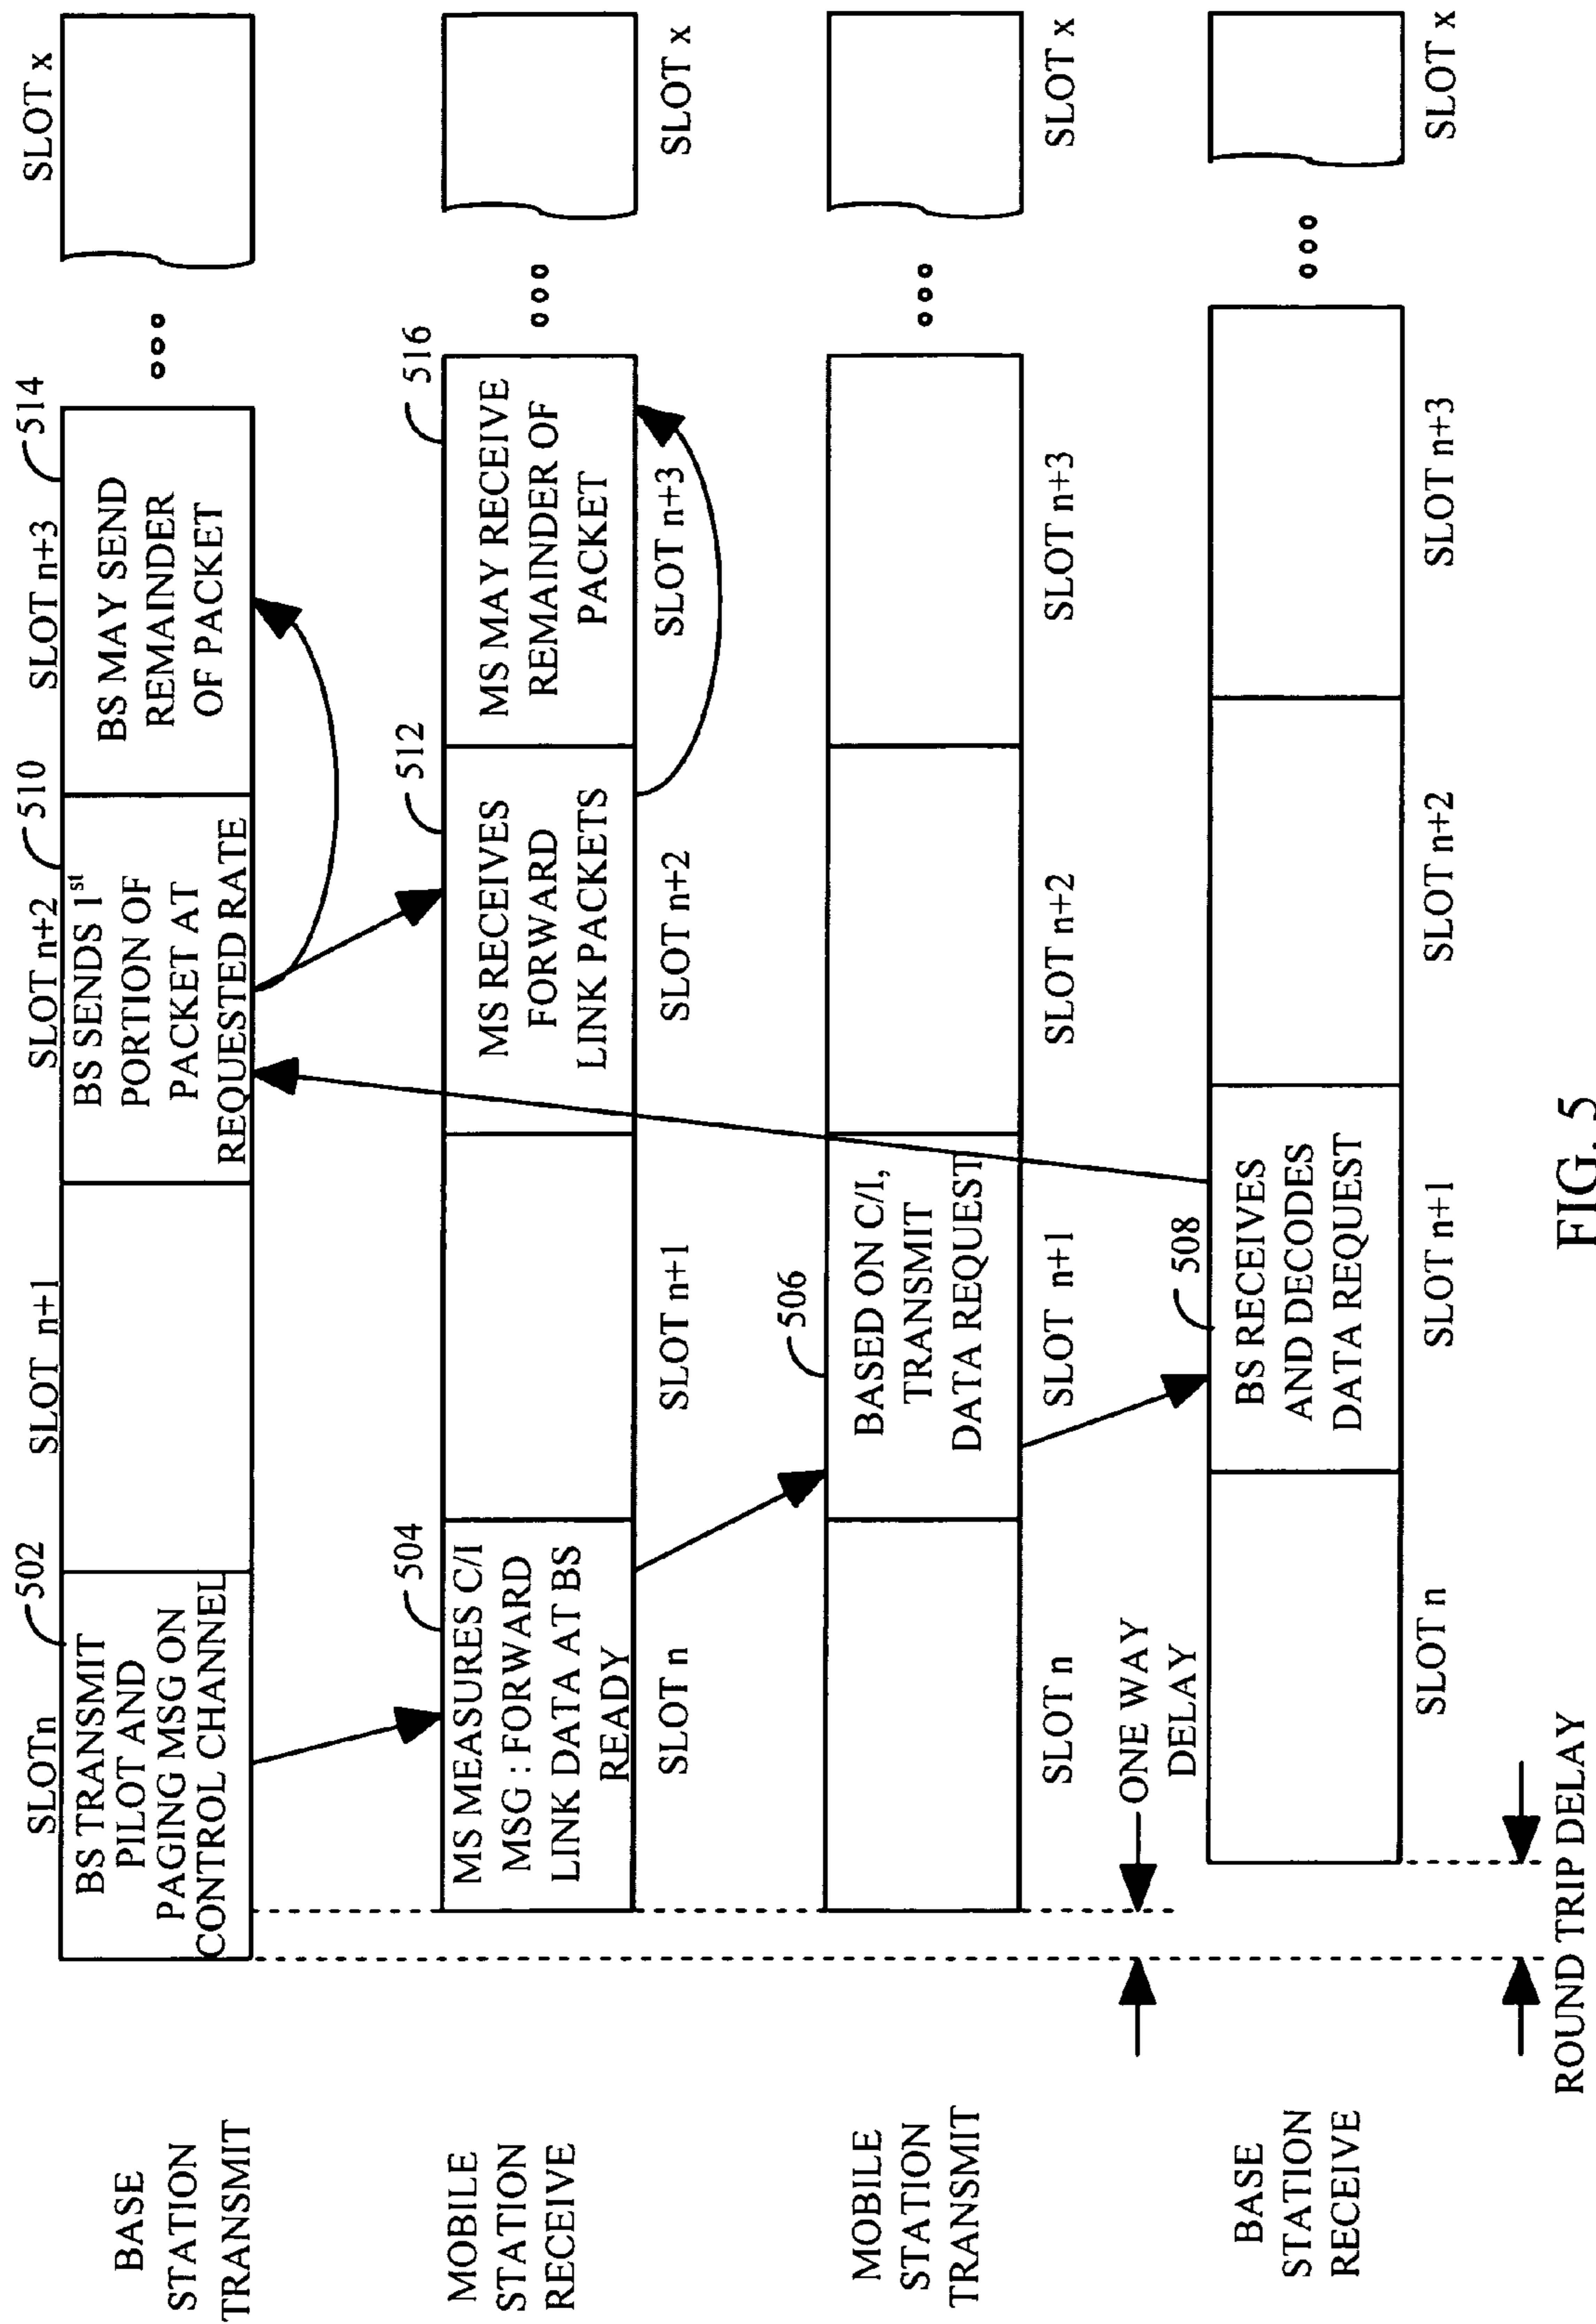 BASE
STATION
TRANSMIT
SLOTn
502
SLOT n+1
SLOT n+2
510
SLOT n+3
514
SLOT x
BS TRANSMIT
PILOT AND
PAGING MSG ON
CONTROL CHANNEL
BS SENDS 1st
PORTION OF
PACKET AT
REQUESTED RATE
BS MAY SEND
REMAINDER
OF PACKET
MOBILE
STATION
RECEIVE
504
512
516
MS MEASURES C/I
MSG : FORWARD
LINK DATA AT BS
READY
MS RECEIVES
FORWARD
LINK PACKETS
MS MAY RECEIVE
REMAINDER OF
PACKET
SLOT n
SLOT n+1
SLOT n+2
SLOT n+3
SLOT x
MOBILE
STATION
TRANSMIT
506
BASED ON C/I,
TRANSMIT
DATA REQUEST
SLOT n
SLOT n+1
SLOT n+2
SLOT n+3
SLOT x
ONE WAY
DELAY
BASE
STATION
RECEIVE
508
BS RECEIVES
AND DECODES
DATA REQUEST
SLOT n
SLOT n+1
SLOT n+2
SLOT n+3
SLOT x
ROUND TRIP DELAY
FIG. 5